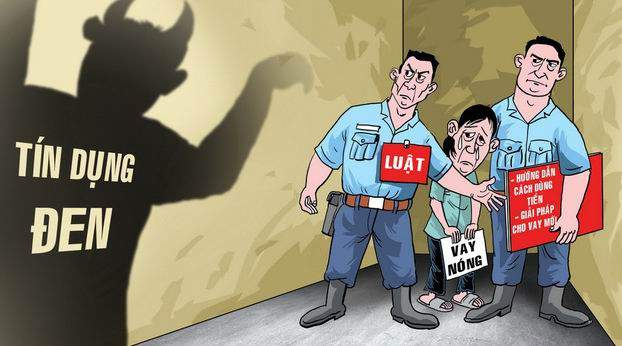 TÍN DỤNG
ĐEN
LUẬT
VAY
NÓNG
- HƯỚNG DẪN
CÁCH DÙNG
TIỀN
- GIẢI PHÁP
CHO VAY MỚI